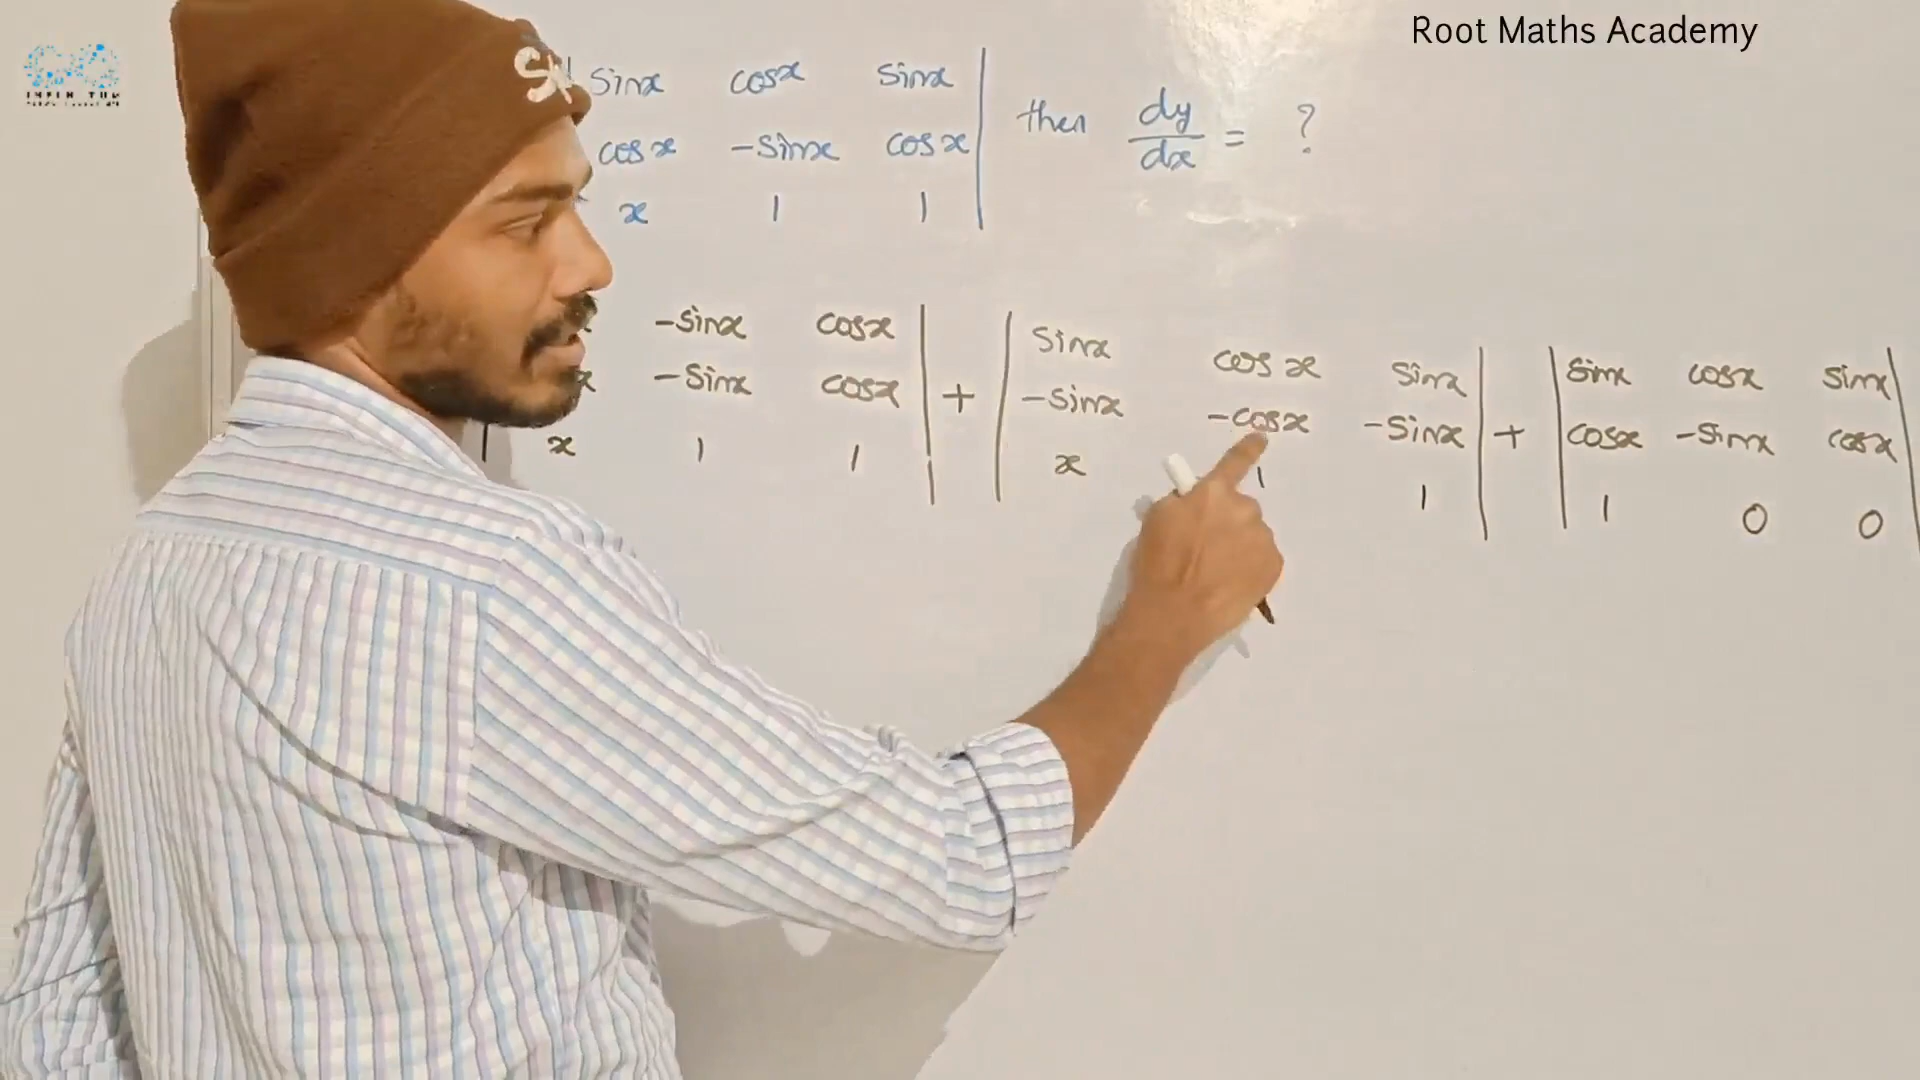 Root Maths Academy
sinx cosx sinx
cosx -sinx cosx then dy/dx = ?
x 1 1
-sinx cosx
-sinx cosx +
x 1 1
sinx cosx sinx
-sinx -cosx -sinx +
x 1 1
sinx cosx sinx
cosx -sinx cosx
1 0 0